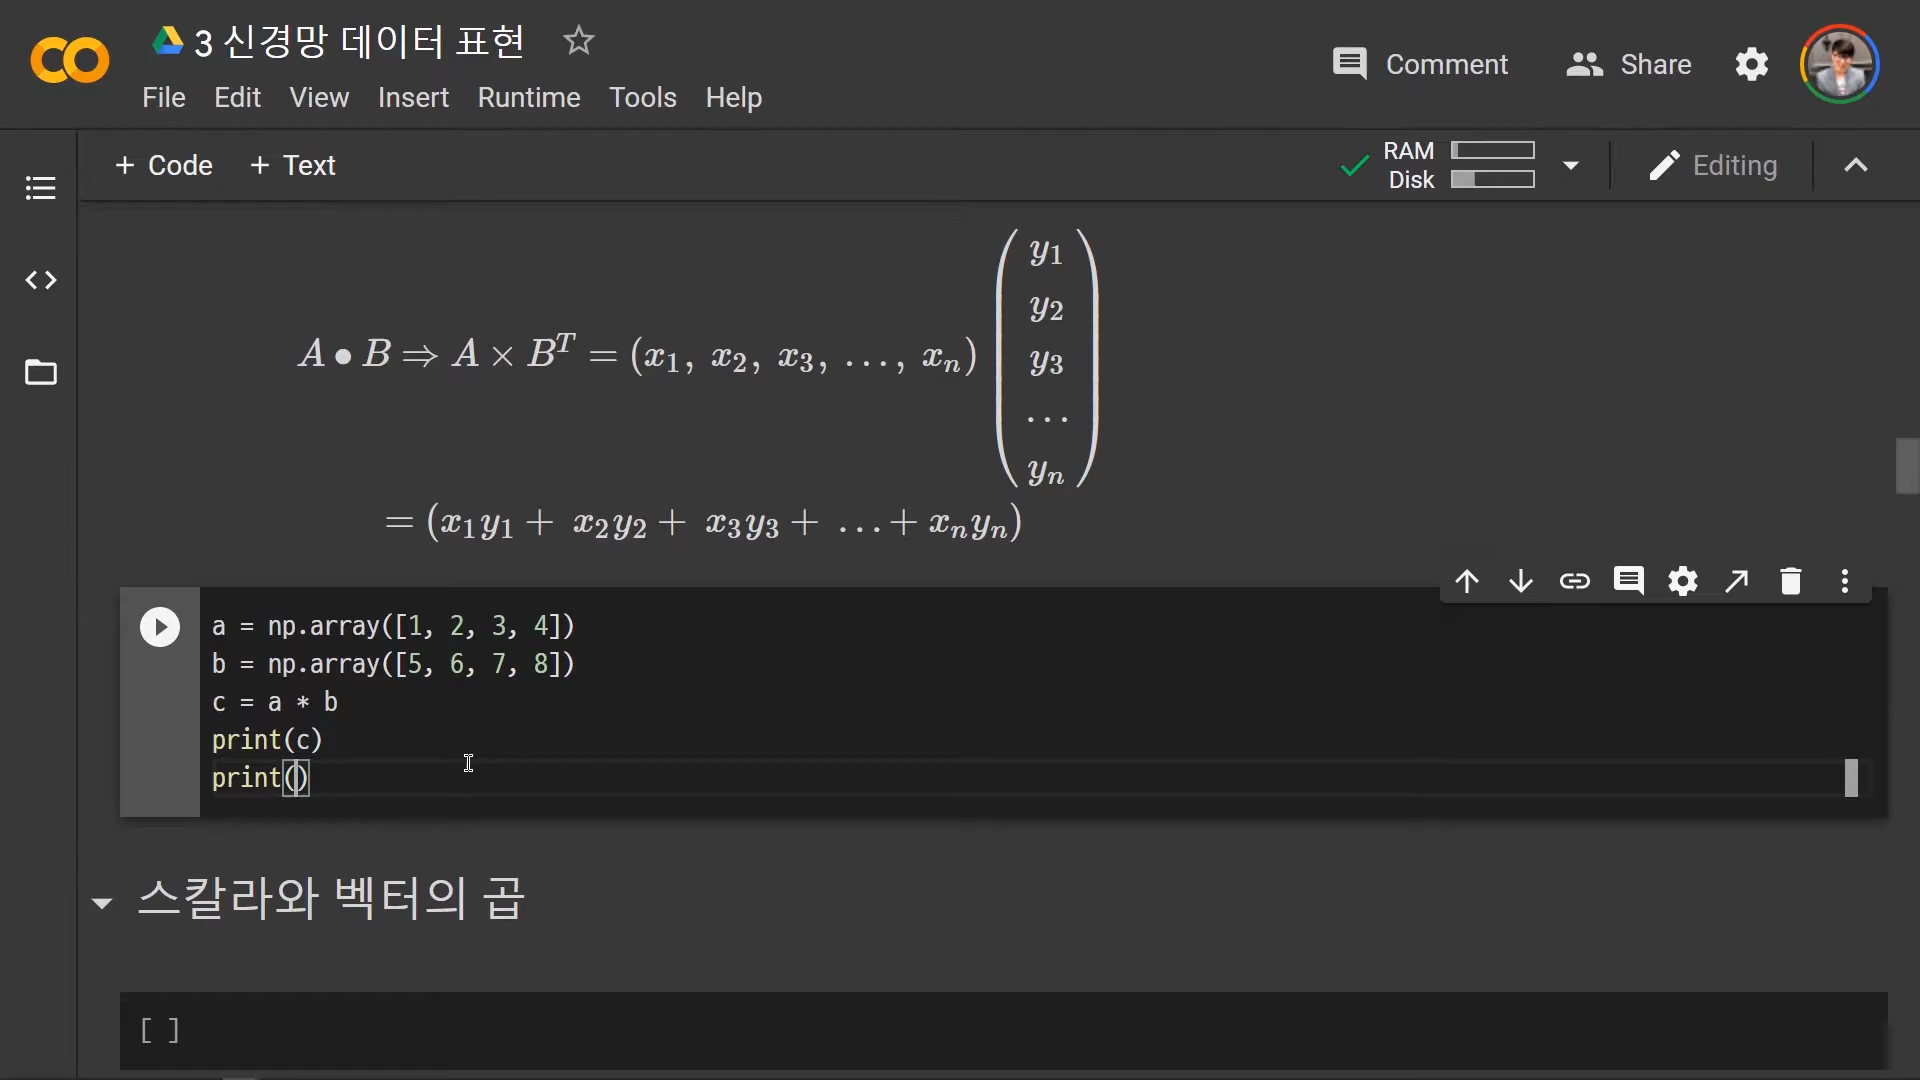 3 신경망 데이터 표현
Comment Share
File Edit View Insert Runtime Tools Help
+ Code + Text
RAM
Disk
Editing
A • B ⇒ A × B^T = (x₁, x₂, x₃, …, xₙ) ( y₁
y₂
y₃
…
yₙ )
= (x₁y₁ + x₂y₂ + x₃y₃ + … + xₙyₙ)
a = np.array([1, 2, 3, 4])
b = np.array([5, 6, 7, 8])
c = a * b
print(c)
print()
스칼라와 벡터의 곱
[ ]